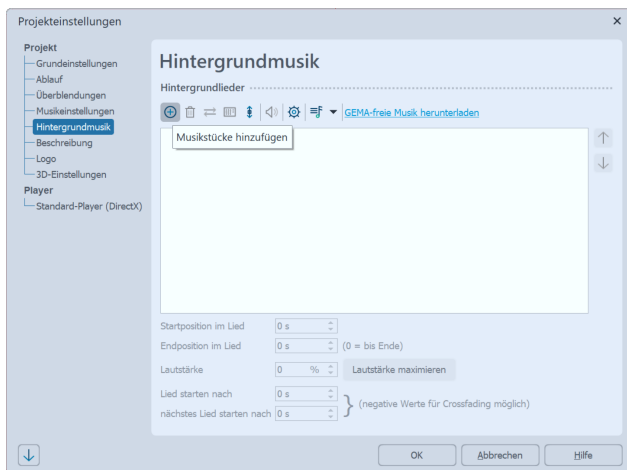 Projekteinstellungen
Projekt
Grundeinstellungen
Ablauf
Überblendungen
Musikeinstellungen
Hintergrundmusik
Beschreibung
Logo
3D-Einstellungen
Player
Standard-Player (DirectX)
Hintergrundmusik
Hintergrundlieder
GEMA-freie Musik herunterladen
Musikstücke hinzufügen
Startposition im Lied 0 s
Endposition im Lied 0 s (0 = bis Ende)
Lautstärke 0 % Lautstärke maximieren
Lied starten nach 0 s
(negative Werte für Crossfading möglich)
nächstes Lied starten nach 0 s
OK Abbrechen Hilfe